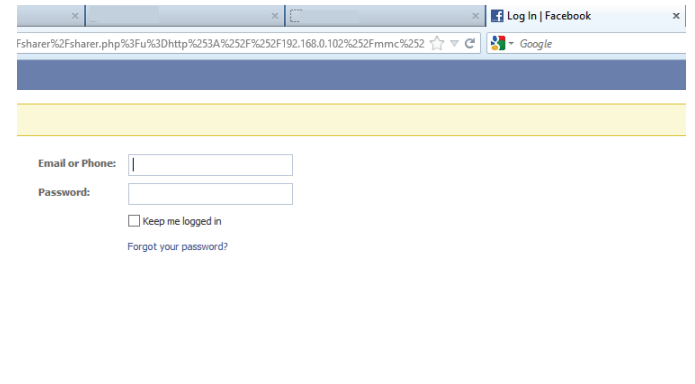 Log In | Facebook
Fsharer%2Fsharer.php%3Fu%3Dhttp%253A%252F%252F192.168.0.102%252Fmmc%252
Google
Email or Phone:
Password:
Keep me logged in
Forgot your password?